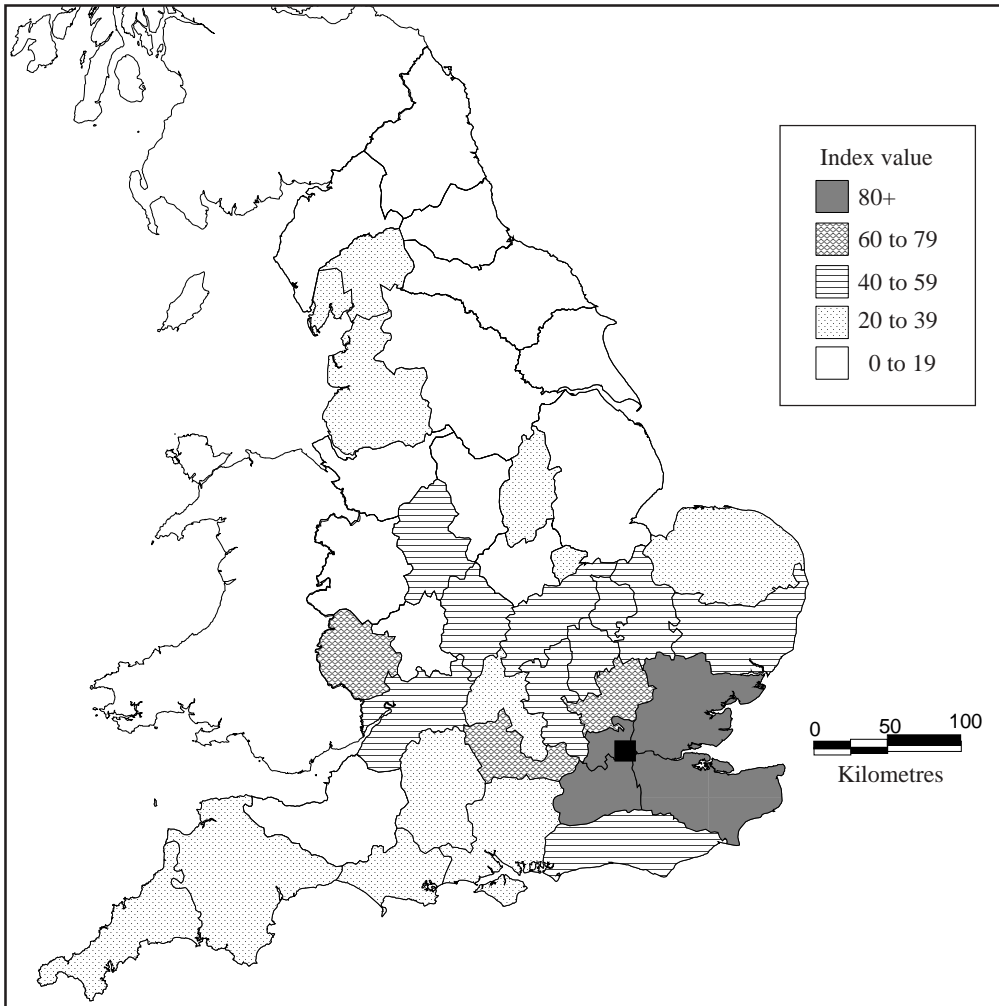 Index value
80+
60 to 79
40 to 59
20 to 39
0 to 19
0 50 100
Kilometres